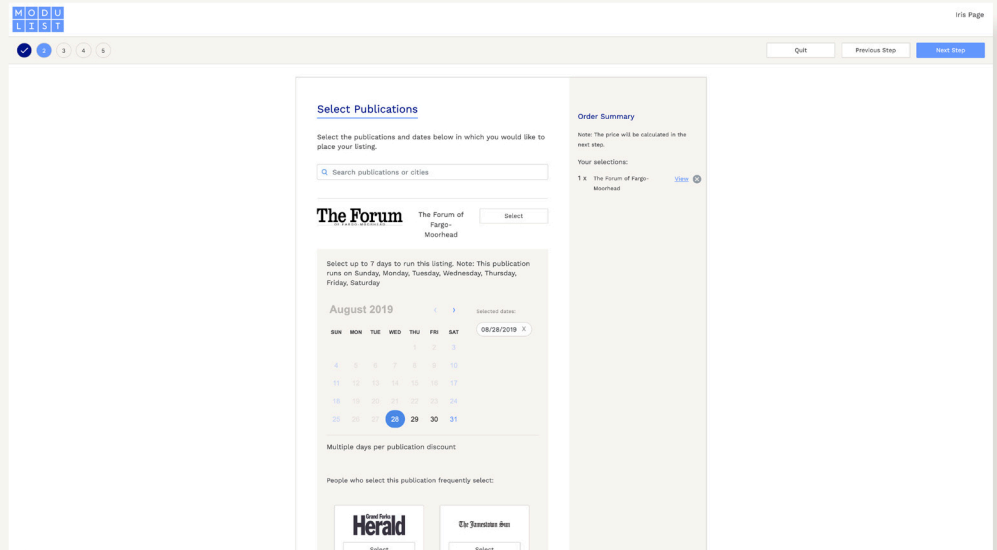 MODU
LIST
Iris Page
2 3 4 5
Quit
Previous Step
Next Step
Select Publications
Select the publications and dates below in which you would like to
place your listing.
Search publications or cities
The Forum
OF FARGO-MOORHEAD
The Forum of
Fargo-
Moorhead
Select
Select up to 7 days to run this listing. Note: This publication
runs on Sunday, Monday, Tuesday, Wednesday, Thursday,
Friday, Saturday
August 2019
SUN MON TUE WED THU FRI SAT
1 2 3
4 5 6 7 8 9 10
11 12 13 14 15 16 17
18 19 20 21 22 23 24
25 26 27 28 29 30 31
Selected dates:
08/28/2019 X
Multiple days per publication discount
People who select this publication frequently select:
Grand Forks
Herald
Select
The Jamestown Sun
Select
Order Summary
Note: The price will be calculated in the
next step.
Your selections:
1 x The Forum of Fargo- View
Moorhead